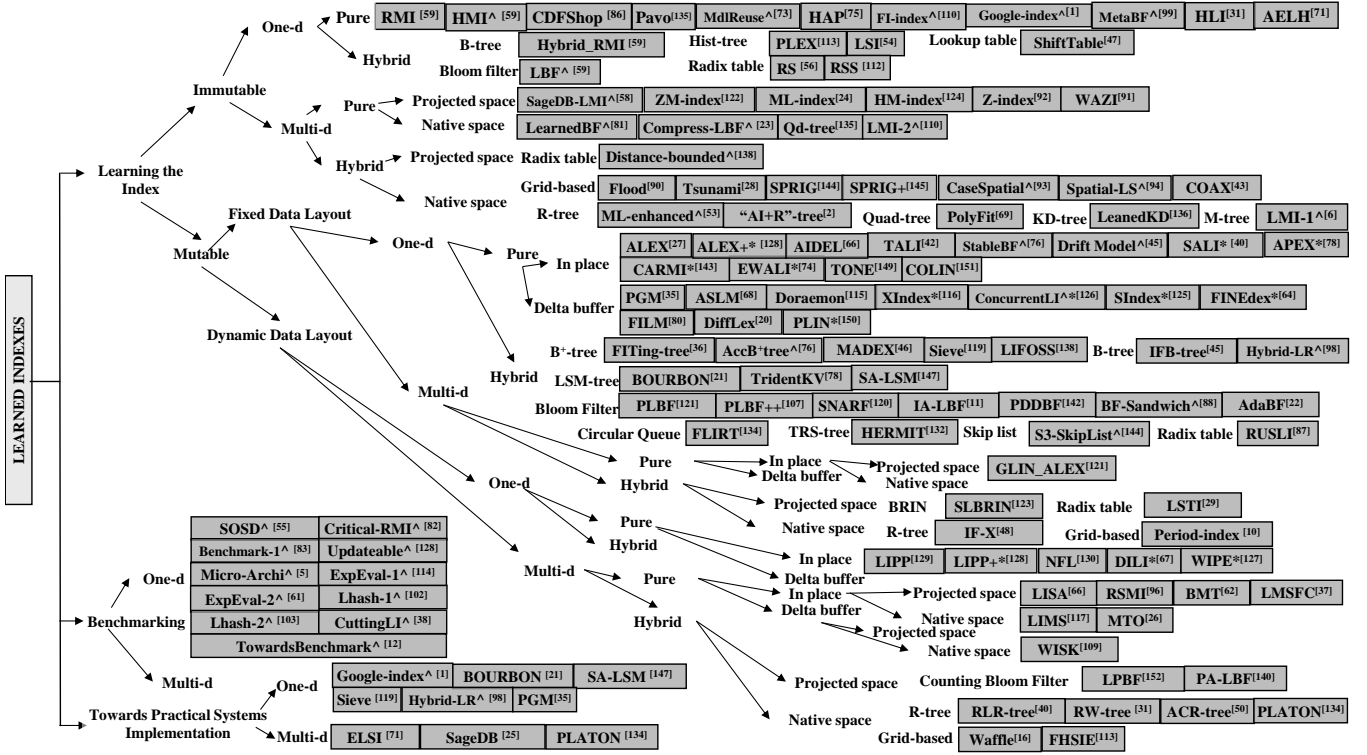 One-d Pure RMI [59] HMI^ [59] CDFShop [86] Pavo[135] MdlReuse^[73] HAP[75] FI-index^[110] Google-index^[1] MetaBF^[99] HLI[31] AELH[71]
B-tree Hybrid_RMI [59] Hist-tree PLEX[113] LSI[54] Lookup table ShiftTable[47]
Hybrid
Bloom filter LBF^ [59] Radix table RS [56] RSS [112]
Immutable
Pure Projected space SageDB-LMI^[58] ZM-index[122] ML-index[24] HM-index[124] Z-index[92] WAZI[91]
Multi-d Native space LearnedBF^[81] Compress-LBF^ [23] Qd-tree[135] LMI-2^[110]
Hybrid Projected space Radix table Distance-bounded^[138]
Learning the Index
Grid-based Flood[90] Tsunami[28] SPRIG[144] SPRIG+[145] CaseSpatial^[93] Spatial-LS^[94] COAX[43]
Native space
R-tree ML-enhanced^[53] “AI+R”-tree[2] Quad-tree PolyFit[69] KD-tree LeanedKD[136] M-tree LMI-1^[6]
Fixed Data Layout
One-d
Mutable
Pure In place ALEX[27] ALEX+* [128] AIDEL[66] TALI[42] StableBF^[76] Drift Model^[45] SALI* [40] APEX*[78]
CARMI*[143] EWALI*[74] TONE[149] COLIN[151]
Delta buffer PGM[35] ASLM[68] Doraemon[115] XIndex*[116] ConcurrentLI^*[126] SIndex*[125] FINEdex*[64]
FILM[80] DiffLex[20] PLIN*[150]
Dynamic Data Layout
B+-tree FITing-tree[36] AccB+tree^[76] MADEX[46] Sieve[119] LIFOSS[138] B-tree IFB-tree[45] Hybrid-LR^[98]
Hybrid
LSM-tree BOURBON[21] TridentKV[78] SA-LSM[147]
Multi-d
Bloom Filter PLBF[121] PLBF++[107] SNARF[120] IA-LBF[11] PDDBF[142] BF-Sandwich^[88] AdaBF[22]
Circular Queue FLIRT[134] TRS-tree HERMIT[132] Skip list S3-SkipList^[144] Radix table RUSLI[87]
LEARNED INDEXES
Pure In place Projected space GLIN_ALEX[121]
Delta buffer Native space
One-d Hybrid
Projected space BRIN SLBRIN[123] Radix table LSTI[29]
Native space R-tree IF-X[48] Grid-based Period-index [10]
Pure
Hybrid
In place LIPP[129] LIPP+*[128] NFL[130] DILI*[67] WIPE*[127]
Delta buffer
Multi-d Pure In place Projected space LISA[66] RSMI[96] BMT[62] LMSFC[37]
Delta buffer Native space LIMS[117] MTO[26]
Hybrid Projected space
Native space WISK[109]
Projected space Counting Bloom Filter LPBF[152] PA-LBF[140]
Native space R-tree RLR-tree[40] RW-tree [31] ACR-tree[50] PLATON[134]
Grid-based Waffle[16] FHSIE[113]
SOSD^ [55] Critical-RMI^ [82]
Benchmark-1^ [83] Updateable^ [128]
One-d Micro-Archi^ [5] ExpEval-1^ [114]
ExpEval-2^ [61] Lhash-1^ [102]
Benchmarking Lhash-2^ [103] CuttingLI^ [38]
TowardsBenchmark^ [12]
Multi-d
One-d Google-index^ [1] BOURBON [21] SA-LSM [147]
Sieve [119] Hybrid-LR^ [98] PGM[35]
Towards Practical Systems
Implementation
Multi-d ELSI [71] SageDB [25] PLATON [134]